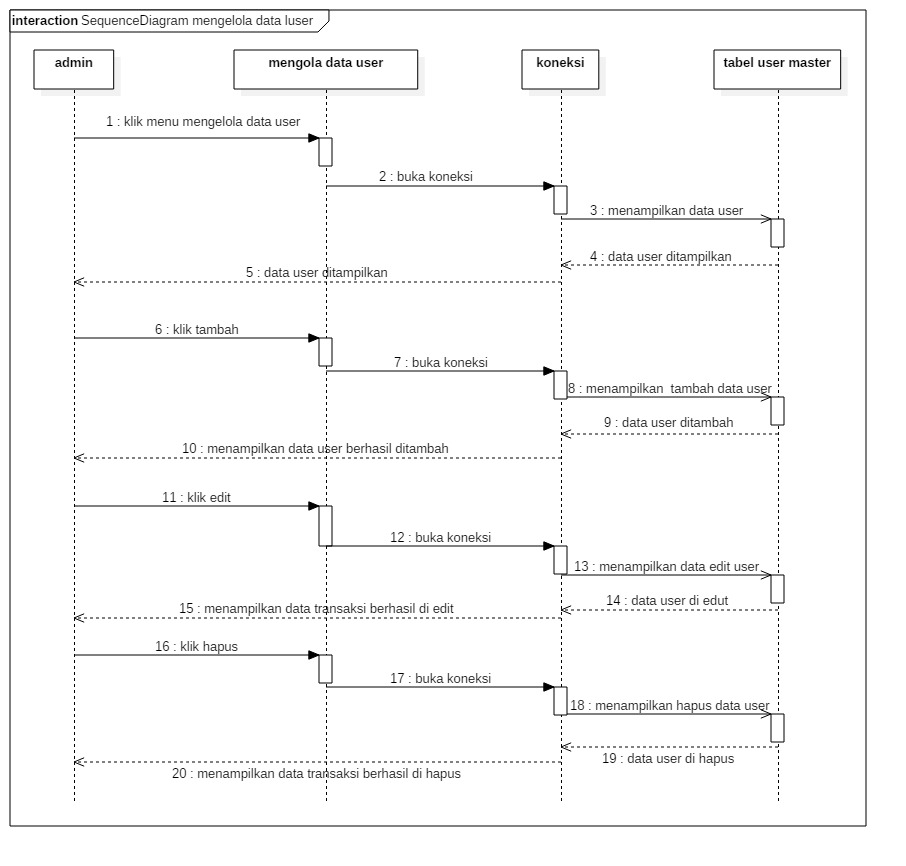 interaction SequenceDiagram mengelola data luser
admin
mengola data user
koneksi
tabel user master
1 : klik menu mengelola data user
2 : buka koneksi
3 : menampilkan data user
4 : data user ditampilkan
5 : data user ditampilkan
6 : klik tambah
7 : buka koneksi
8 : menampilkan  tambah data user
9 : data user ditambah
10 : menampilkan data user berhasil ditambah
11 : klik edit
12 : buka koneksi
13 : menampilkan data edit user
14 : data user di edut
15 : menampilkan data transaksi berhasil di edit
16 : klik hapus
17 : buka koneksi
18 : menampilkan hapus data user
19 : data user di hapus
20 : menampilkan data transaksi berhasil di hapus